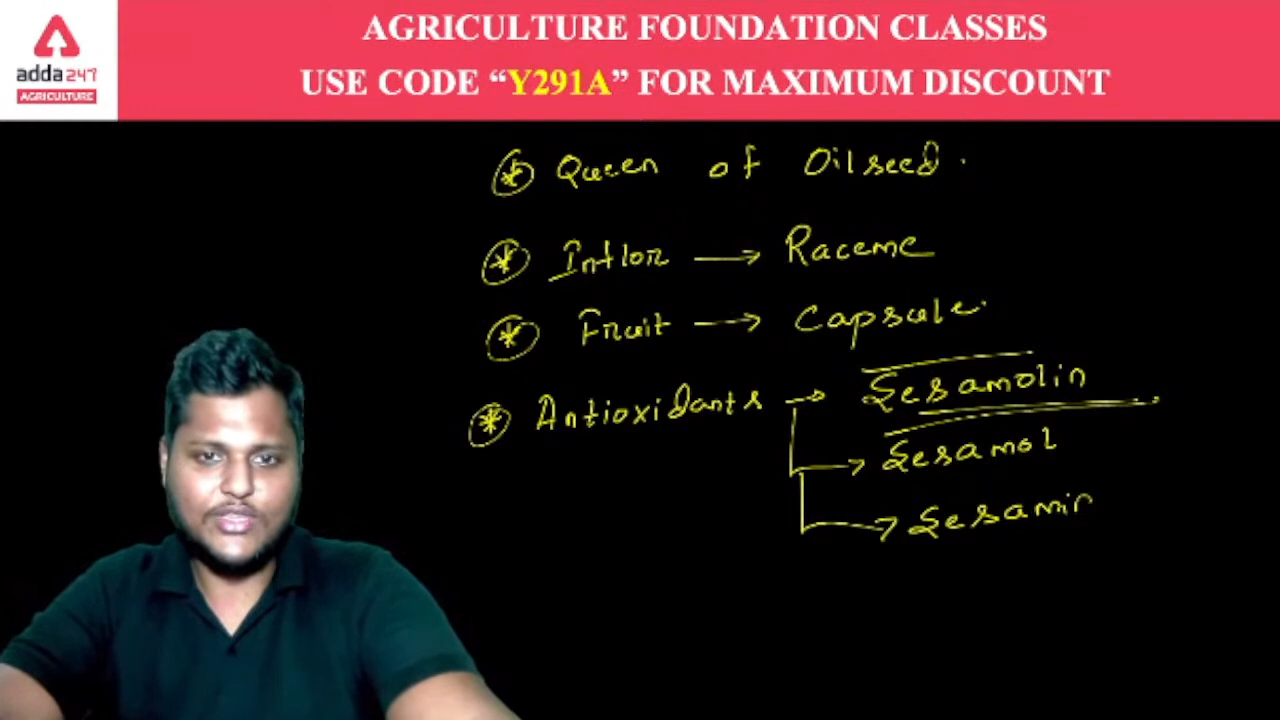 AGRICULTURE FOUNDATION CLASSES
USE CODE “Y291A” FOR MAXIMUM DISCOUNT
adda247
AGRICULTURE
* Queen of Oilseed.
* Inflor → Raceme
* Fruit → Capsule.
* Antioxidants → Sesamolin
→ Sesamol
→ Sesamin